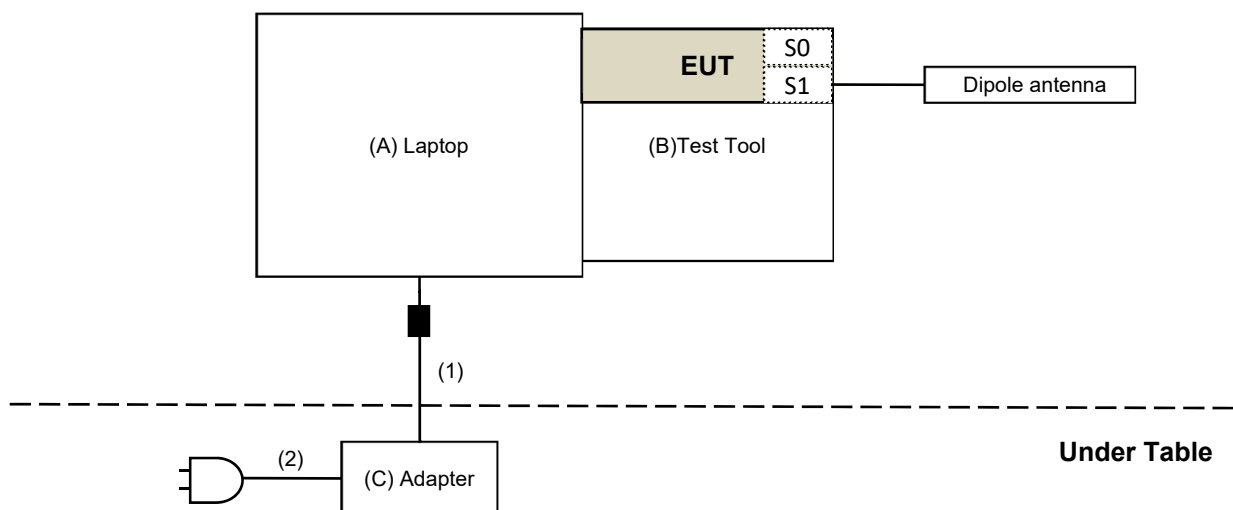 S0
EUT
S1
Dipole antenna
(A) Laptop
(B)Test Tool
(1)
Under Table
(2)
(C) Adapter